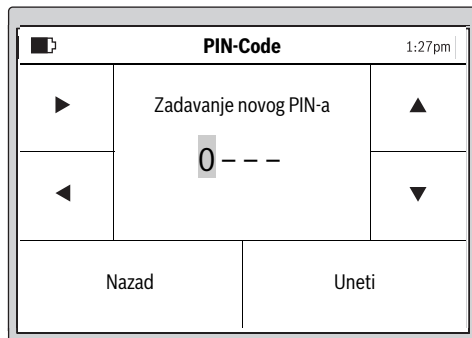 PIN-Code 1:27pm
Zadavanje novog PIN-a
0– – –
Nazad Uneti